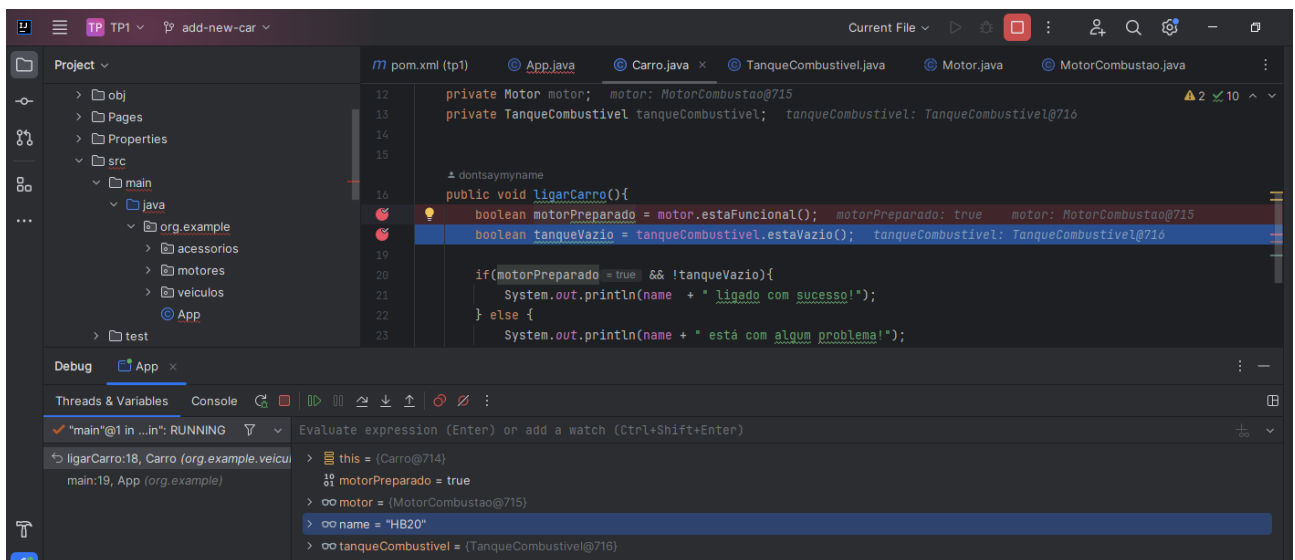 TP TP1 add-new-car Current File
Project
m pom.xml (tp1) App.java Carro.java TanqueCombustivel.java Motor.java MotorCombustao.java
obj
Pages
Properties
src
main
java
org.example
acessorios
motores
veiculos
App
test
2 10
12 private Motor motor; motor: MotorCombustao@715
13 private TanqueCombustivel tanqueCombustivel; tanqueCombustivel: TanqueCombustivel@716
14
15
dontsaymyname
16 public void ligarCarro(){
boolean motorPreparado = motor.estaFuncional(); motorPreparado: true motor: MotorCombustao@715
boolean tanqueVazio = tanqueCombustivel.estaVazio(); tanqueCombustivel: TanqueCombustivel@716
19
20 if(motorPreparado = true && !tanqueVazio){
21 System.out.println(name + " ligado com sucesso!");
22 } else {
23 System.out.println(name + " está com algum problema!");
Debug App
Threads & Variables Console
"main"@1 in ...in": RUNNING
Evaluate expression (Enter) or add a watch (Ctrl+Shift+Enter)
ligarCarro:18, Carro (org.example.veicul
main:19, App (org.example)
this = {Carro@714}
motorPreparado = true
motor = {MotorCombustao@715}
name = "HB20"
tanqueCombustivel = {TanqueCombustivel@716}